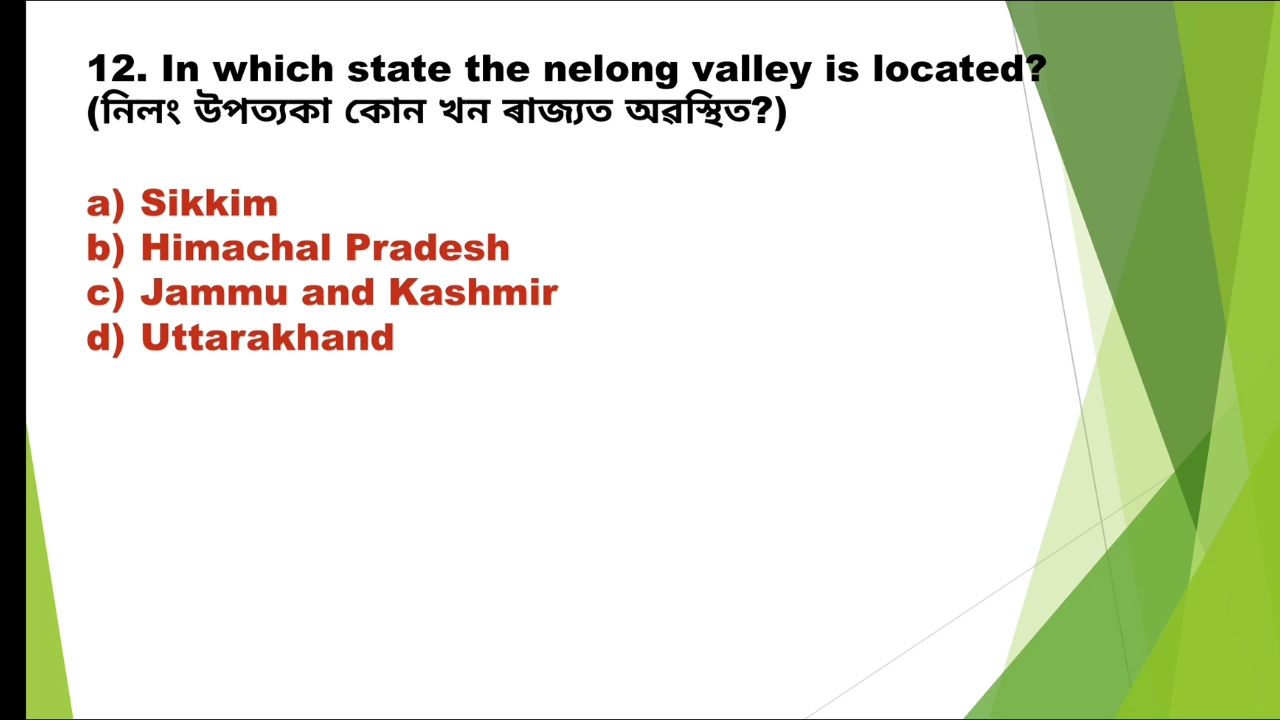 12. In which state the nelong valley is located?
(নিলং উপত্যকা কোন খন ৰাজ্যত অৱস্থিত?)
a) Sikkim
b) Himachal Pradesh
c) Jammu and Kashmir
d) Uttarakhand